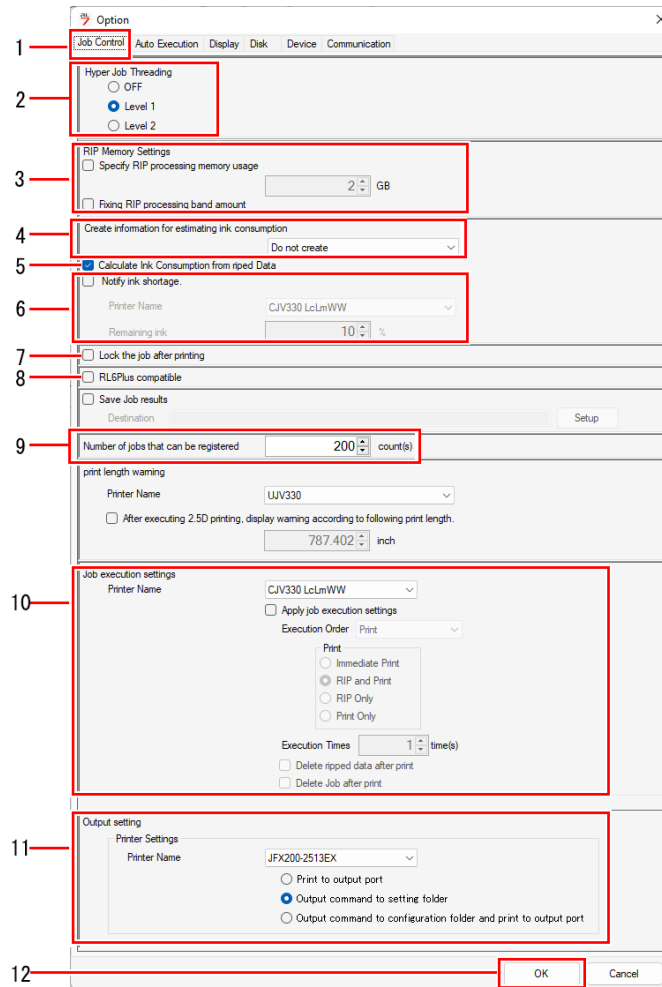 Option
1
Job Control Auto Execution Display Disk Device Communication
2
Hyper Job Threading
OFF
Level 1
Level 2
3
RIP Memory Settings
Specify RIP processing memory usage
2 GB
Fixing RIP processing band amount
4
Create information for estimating ink consumption
Do not create
5
Calculate Ink Consumption from riped Data
6
Notify ink shortage.
Printer Name CJV330 LcLmWW
Remaining ink 10 %
7
Lock the job after printing
8
RL6Plus compatible
Save Job results
Destination Setup
9
Number of jobs that can be registered 200 count(s)
print length warning
Printer Name UJV330
After executing 2.5D printing, display warning according to following print length.
787.402 inch
10
Job execution settings
Printer Name CJV330 LcLmWW
Apply job execution settings
Execution Order Print
Print
Immediate Print
RIP and Print
RIP Only
Print Only
Execution Times 1 time(s)
Delete ripped data after print
Delete Job after print
11
Output setting
Printer Settings
Printer Name JFX200-2513EX
Print to output port
Output command to setting folder
Output command to configuration folder and print to output port
12
OK Cancel